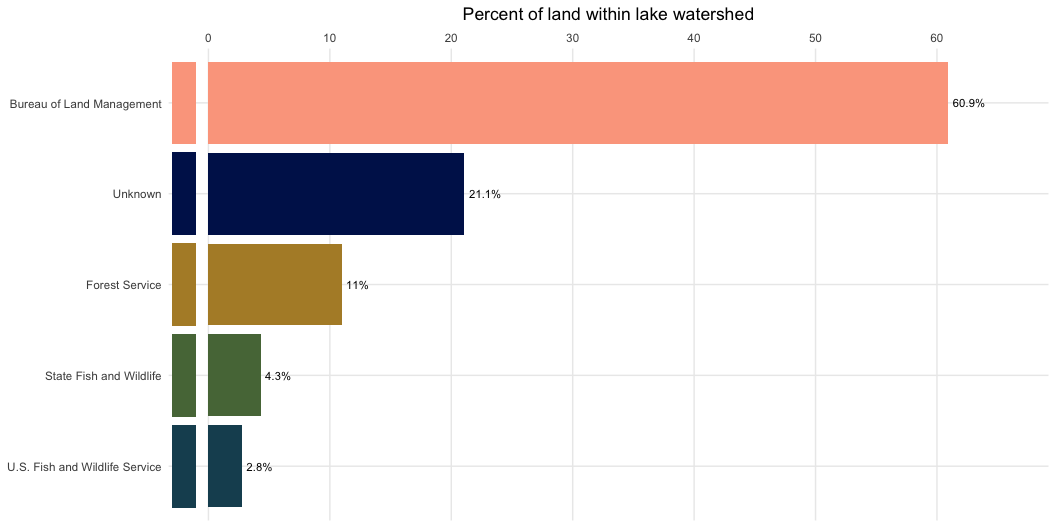 Percent of land within lake watershed
0 10 20 30 40 50 60
Bureau of Land Management 60.9%
Unknown 21.1%
Forest Service 11%
State Fish and Wildlife 4.3%
U.S. Fish and Wildlife Service 2.8%